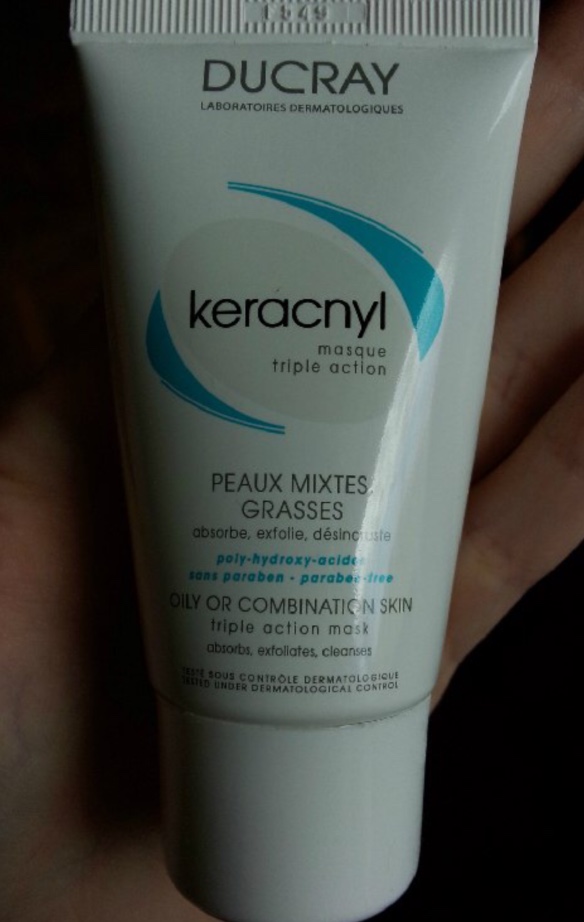 DUCRAY
LABORATOIRES DERMATOLOGIQUES
keracnyl
masque
triple action
PEAUX MIXTES
GRASSES
absorbe, exfolie, désincruste
poly-hydroxy-acides
sans paraben - paraben-free
OILY OR COMBINATION SKIN
triple action mask
absorbs, exfoliates, cleanses
TESTÉ SOUS CONTRÔLE DERMATOLOGIQUE
TESTED UNDER DERMATOLOGICAL CONTROL